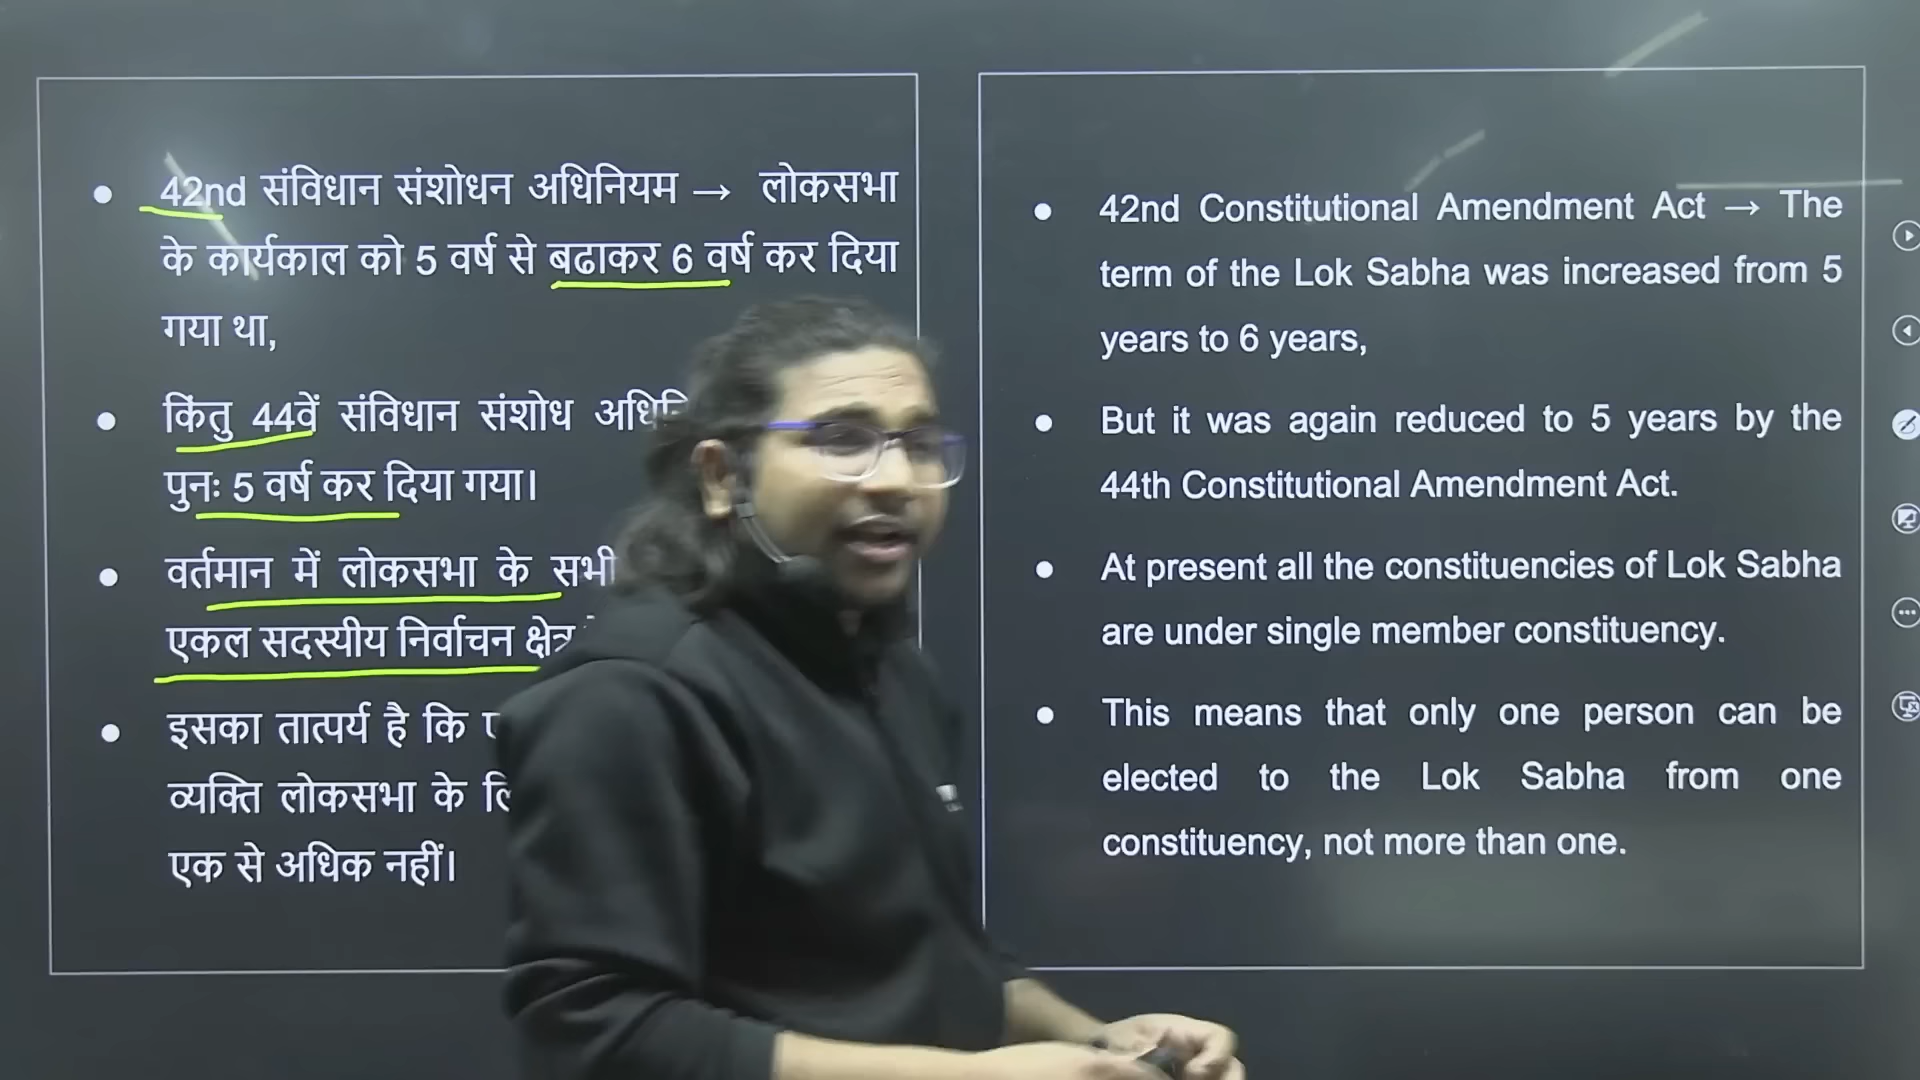 42nd संविधान संशोधन अधिनियम → लोकसभा
के कार्यकाल को 5 वर्ष से बढाकर 6 वर्ष कर दिया
गया था,
किंतु 44वें संविधान संशोध
पुनः 5 वर्ष कर दिया गया।
वर्तमान में लोकसभा के सभी
एकल सदस्यीय निर्वाचन क्षेत्र
इसका तात्पर्य है कि
व्यक्ति लोकसभा के
एक से अधिक नहीं।
42nd Constitutional Amendment Act → The
term of the Lok Sabha was increased from 5
years to 6 years,
But it was again reduced to 5 years by the
44th Constitutional Amendment Act.
At present all the constituencies of Lok Sabha
are under single member constituency.
This means that only one person can be
elected to the Lok Sabha from one
constituency, not more than one.